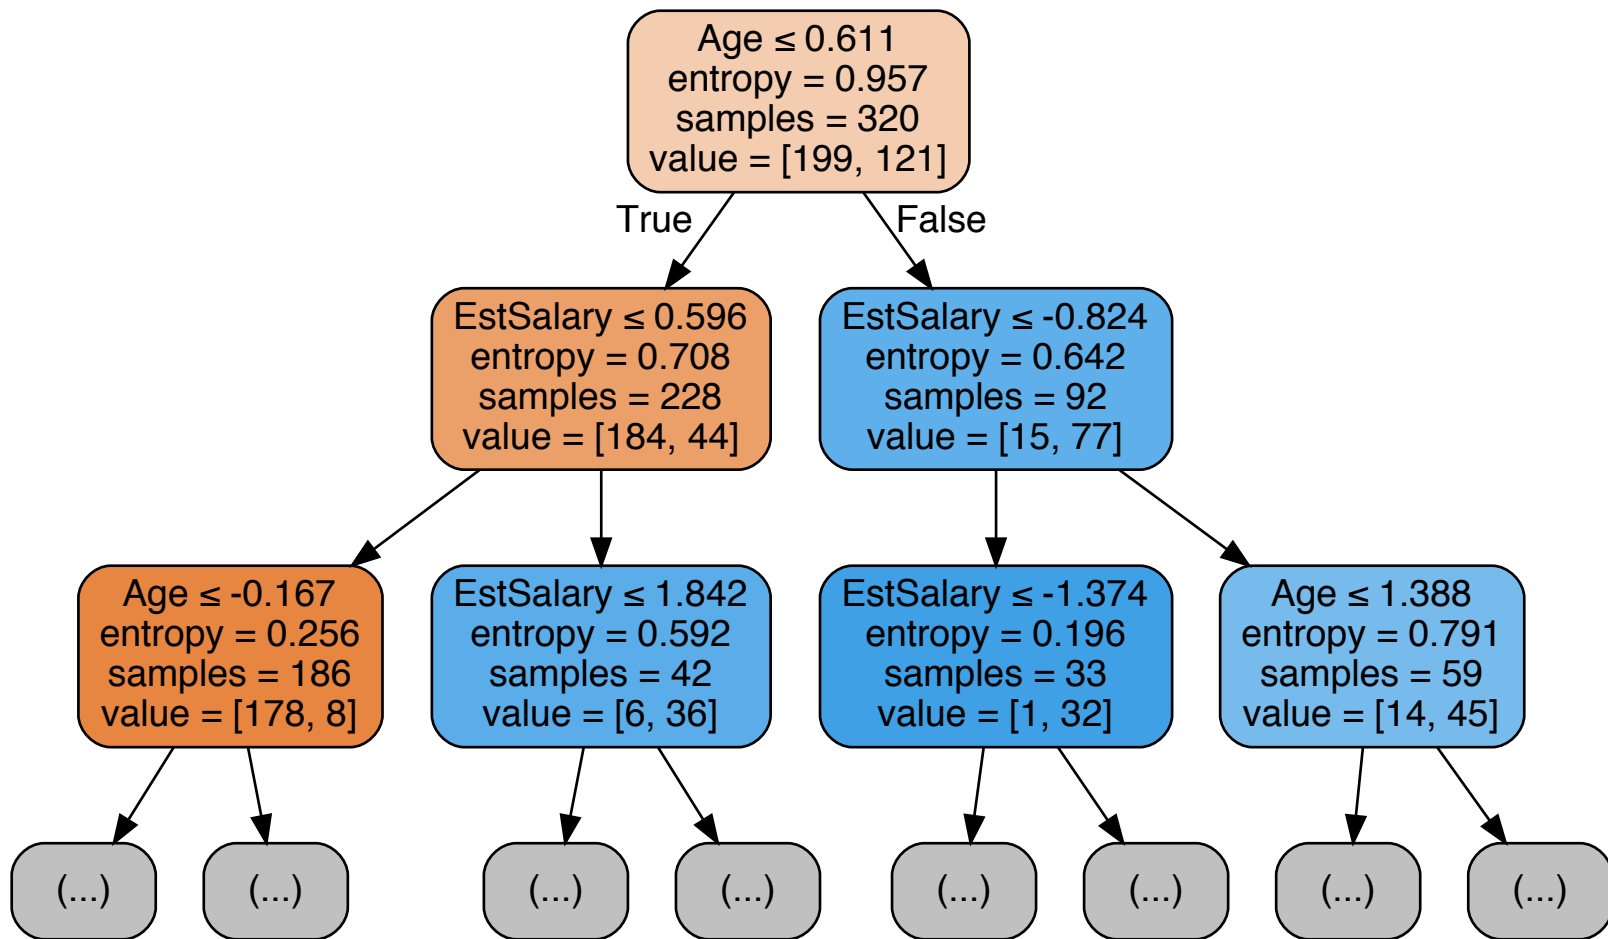 Age ≤ 0.611
entropy = 0.957
samples = 320
value = [199, 121]
True
False
EstSalary ≤ 0.596
entropy = 0.708
samples = 228
value = [184, 44]
EstSalary ≤ -0.824
entropy = 0.642
samples = 92
value = [15, 77]
Age ≤ -0.167
entropy = 0.256
samples = 186
value = [178, 8]
EstSalary ≤ 1.842
entropy = 0.592
samples = 42
value = [6, 36]
EstSalary ≤ -1.374
entropy = 0.196
samples = 33
value = [1, 32]
Age ≤ 1.388
entropy = 0.791
samples = 59
value = [14, 45]
(...)
(...)
(...)
(...)
(...)
(...)
(...)
(...)